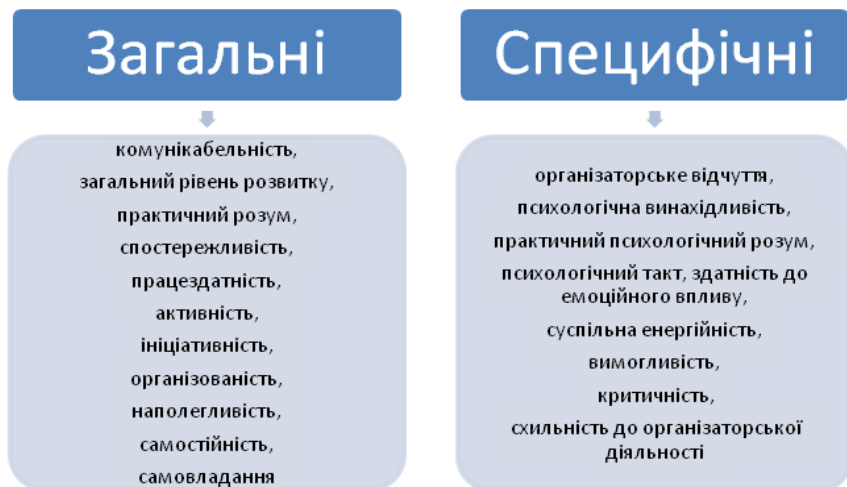 Загальні
комунікабельність,
загальний рівень розвитку,
практичний розум,
спостережливість,
працездатність,
активність,
ініціативність,
організованість,
наполегливість,
самостійність,
самовладання
Специфічні
організаторське відчуття,
психологічна винахідливість,
практичний психологічний розум,
психологічний такт, здатність до
емоційного впливу,
суспільна енергійність,
вимогливість,
критичність,
схильність до організаторської
діяльності